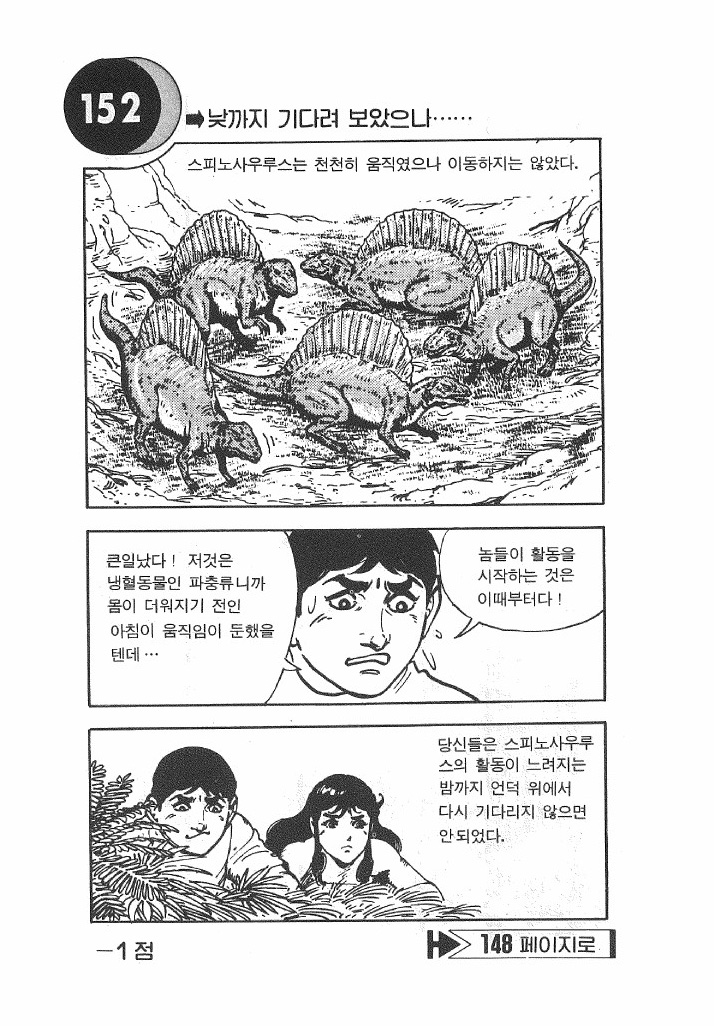 152
➡낮까지 기다려 보았으나……
스피노사우루스는 천천히 움직였으나 이동하지는 않았다.
큰일났다! 저것은
냉혈동물인 파충류니까
몸이 더워지기 전인
아침이 움직임이 둔했을
텐데…
놈들이 활동을
시작하는 것은
이때부터다!
당신들은 스피노사우루
스의 활동이 느려지는
밤까지 언덕 위에서
다시 기다리지 않으면
안되었다.
－1점
148 페이지로